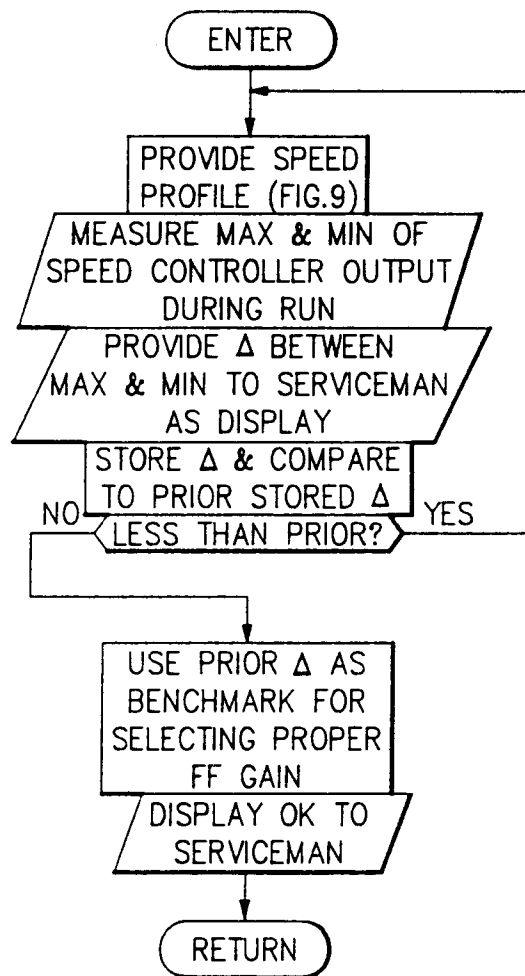 ENTER
PROVIDE SPEED
PROFILE (FIG.9)
MEASURE MAX & MIN OF
SPEED CONTROLLER OUTPUT
DURING RUN
PROVIDE Δ BETWEEN
MAX & MIN TO SERVICEMAN
AS DISPLAY
STORE Δ & COMPARE
TO PRIOR STORED Δ
NO
LESS THAN PRIOR?
YES
USE PRIOR Δ AS
BENCHMARK FOR
SELECTING PROPER
FF GAIN
DISPLAY OK TO
SERVICEMAN
RETURN